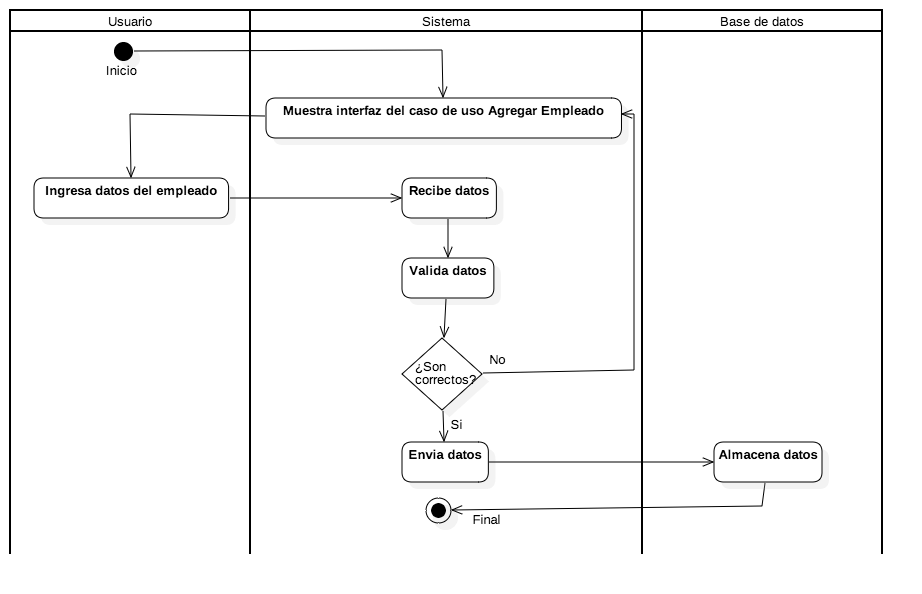 Usuario
Sistema
Base de datos
Inicio
Muestra interfaz del caso de uso Agregar Empleado
Ingresa datos del empleado
Recibe datos
Valida datos
¿Son
correctos?
No
Si
Envia datos
Almacena datos
Final